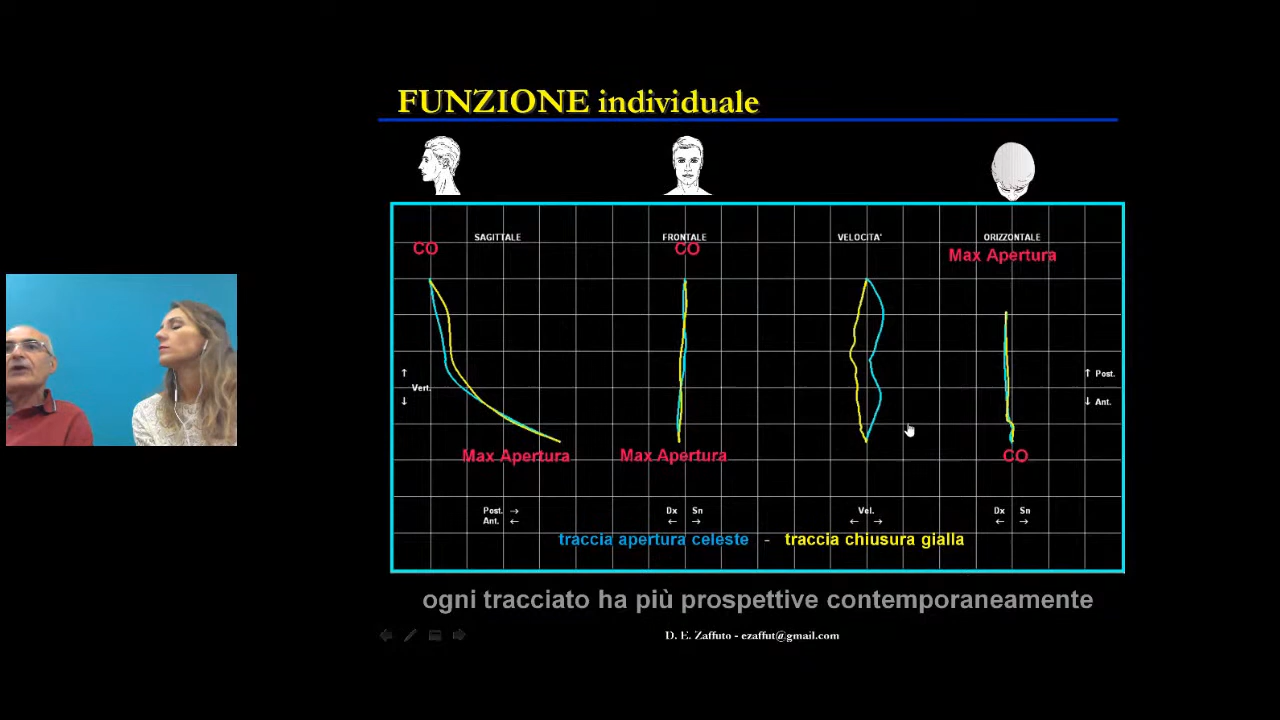 FUNZIONE individuale
SAGITTALE
FRONTALE
VELOCITA'
ORIZZONTALE
CO
CO
Max Apertura
↑
Vert.
↓
↑ Post.
↓ Ant.
Max Apertura
Max Apertura
CO
Post. →
Ant. ←
Dx Sn
← →
Vel.
← →
Dx Sn
← →
traccia apertura celeste - traccia chiusura gialla
ogni tracciato ha più prospettive contemporaneamente
D. E. Zaffuto - ezaffut@gmail.com